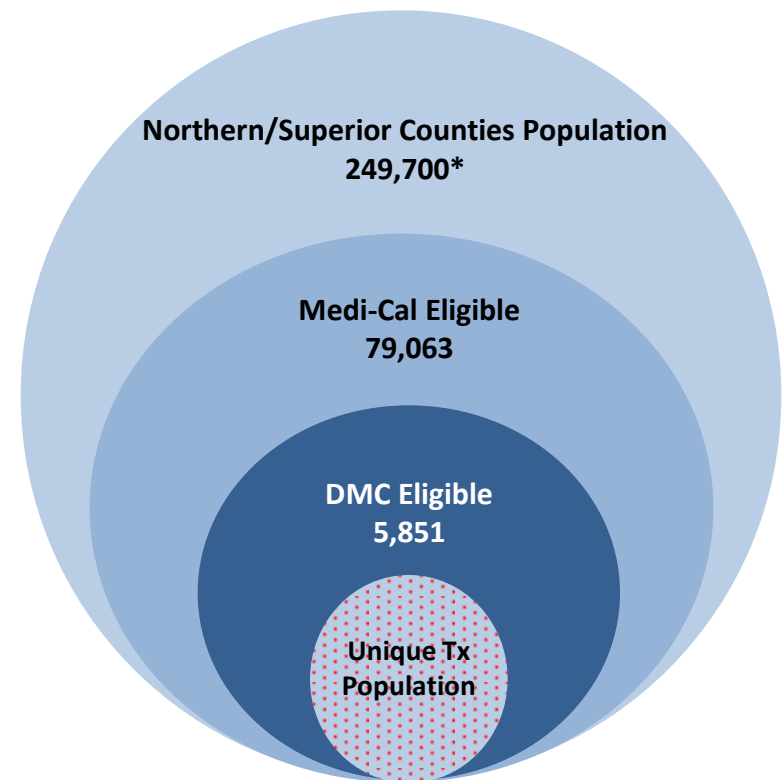 Northern/Superior Counties Population
249,700*
Medi-Cal Eligible
79,063
DMC Eligible
5,851
Unique Tx
Population